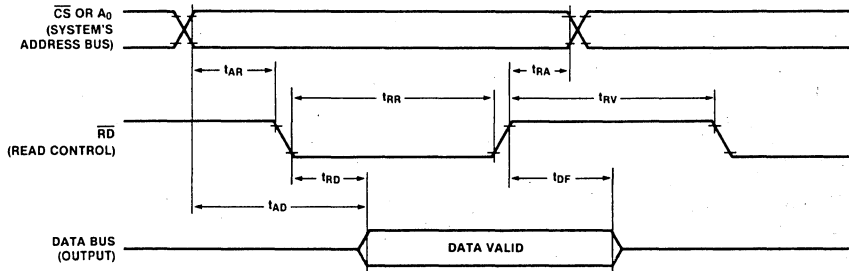 CS OR A0
(SYSTEM'S
ADDRESS BUS)
tAR
tRA
tRR
tRV
RD
(READ CONTROL)
tRD
tDF
tAD
DATA BUS
(OUTPUT)
DATA VALID